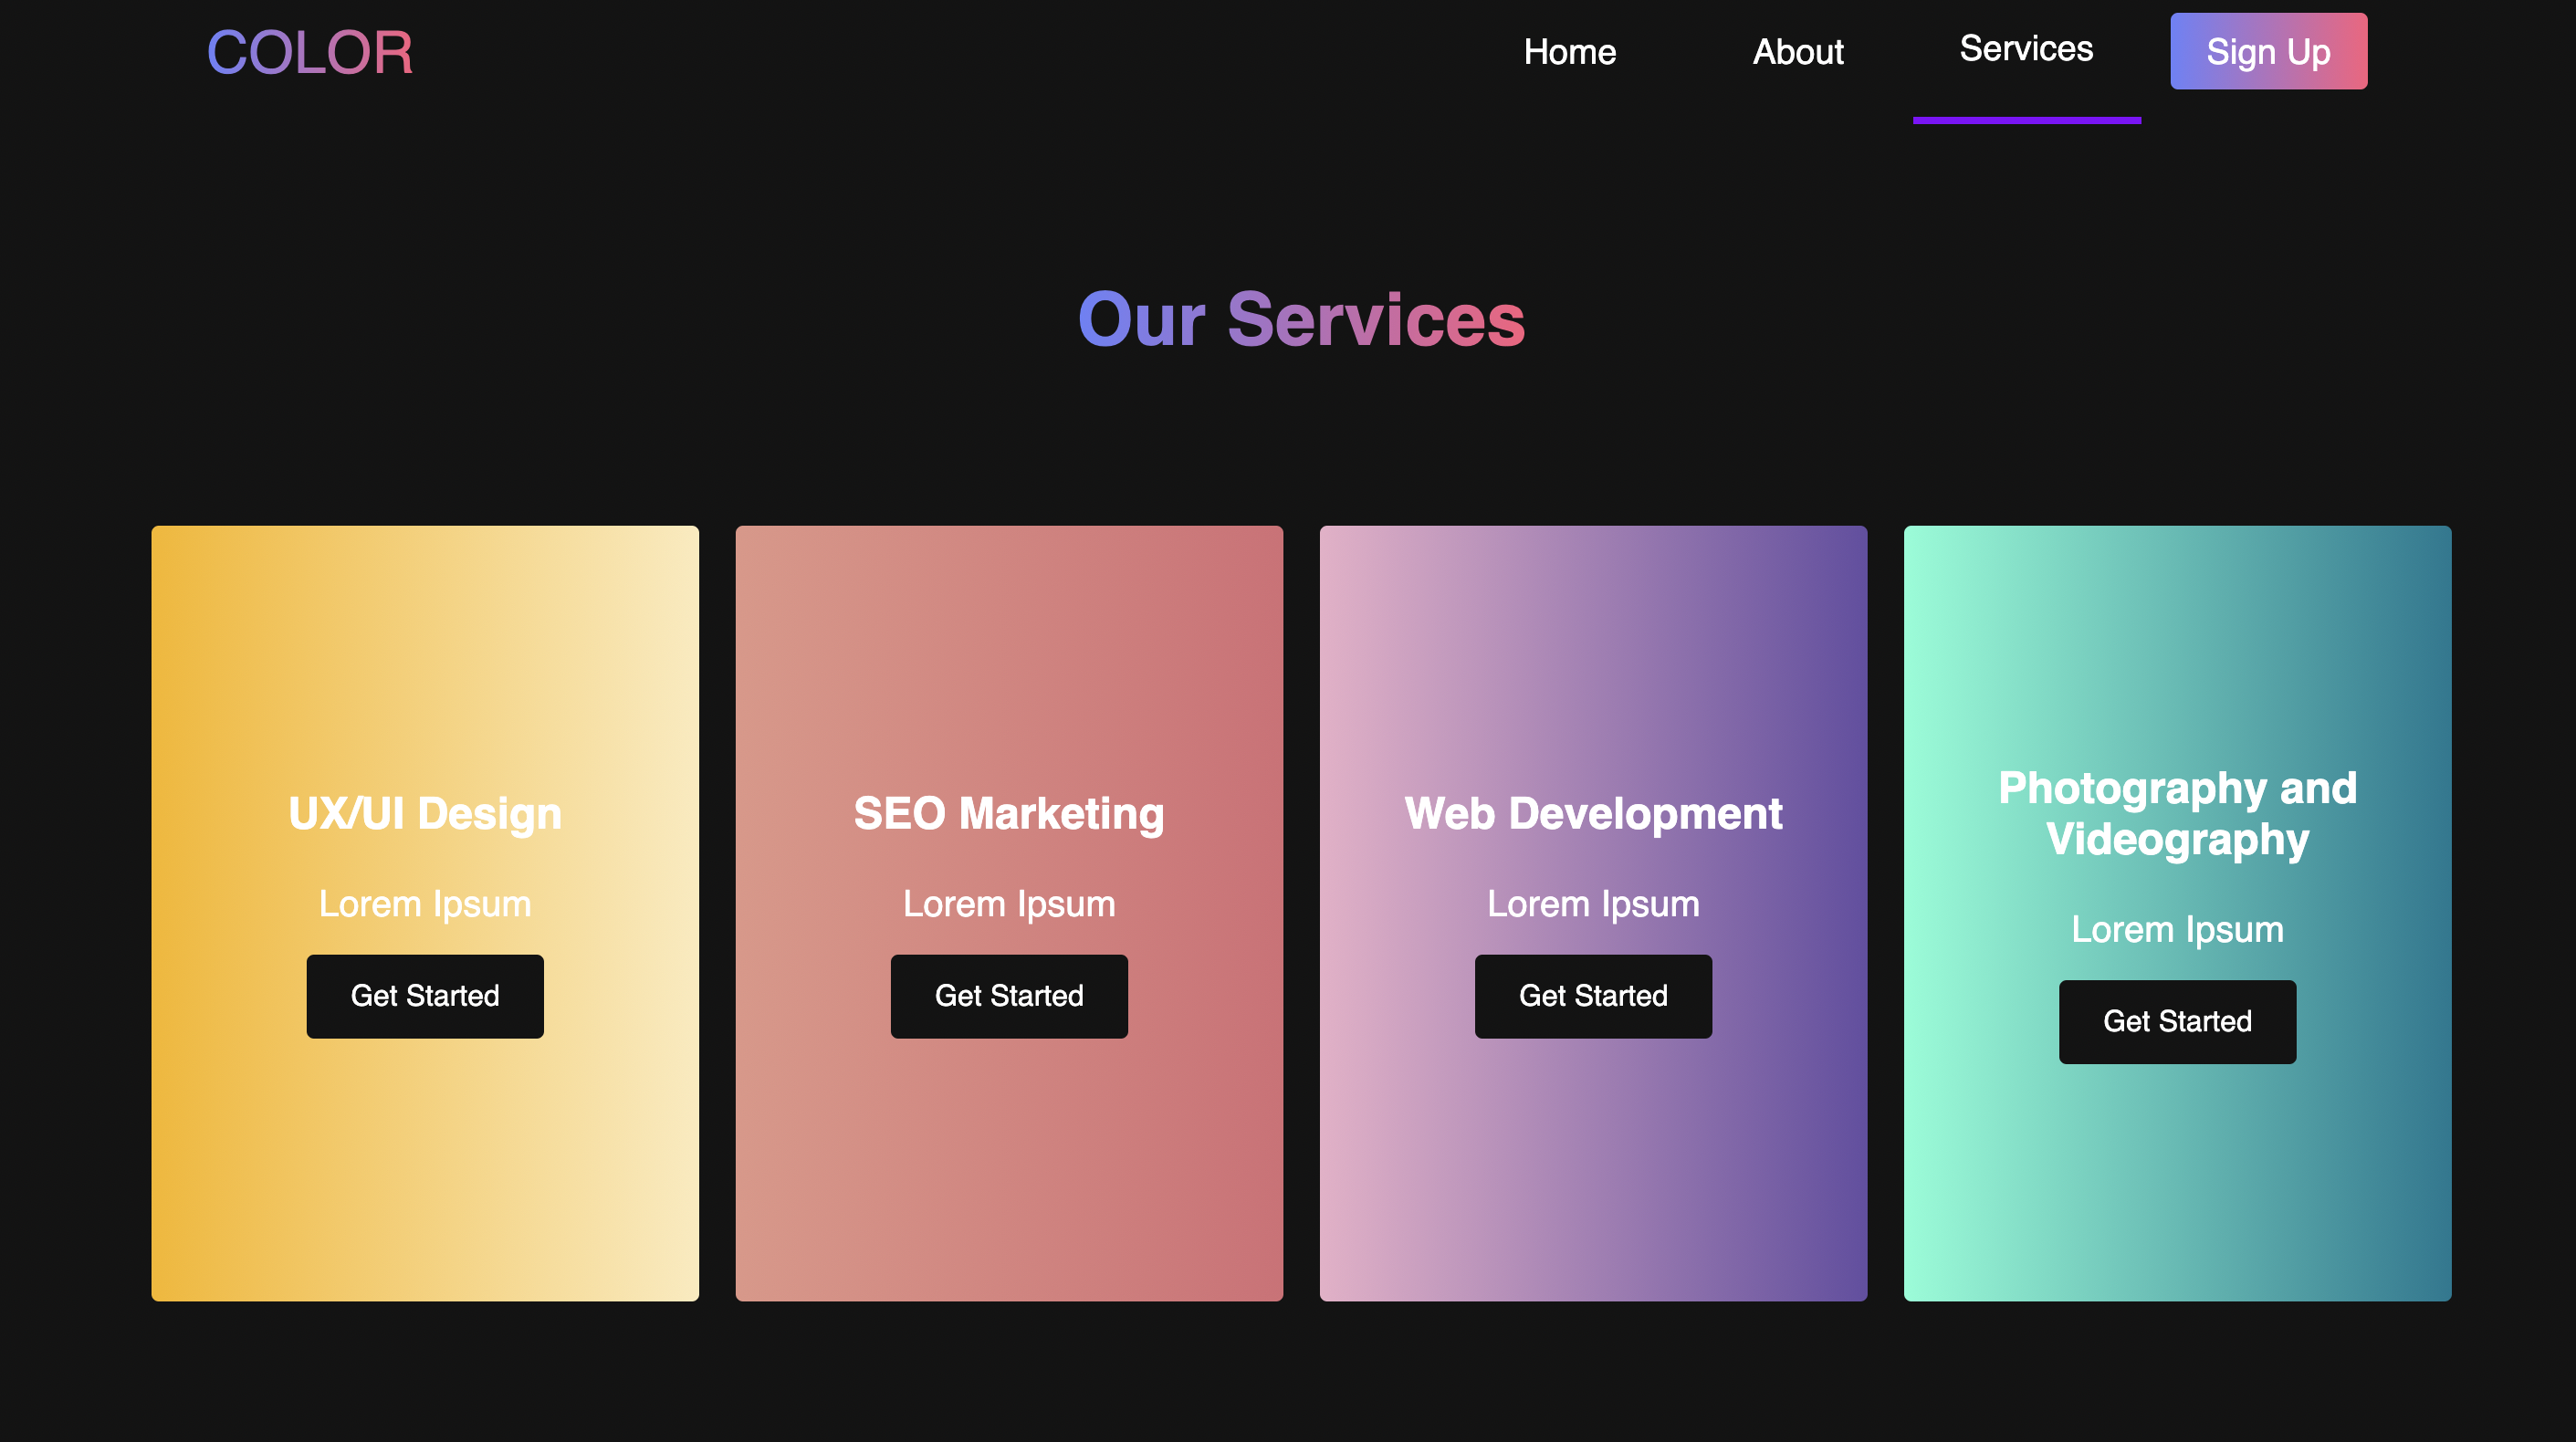 COLOR
Home
About
Services
Sign Up
Our Services
UX/UI Design
Lorem Ipsum
Get Started
SEO Marketing
Lorem Ipsum
Get Started
Web Development
Lorem Ipsum
Get Started
Photography and
Videography
Lorem Ipsum
Get Started